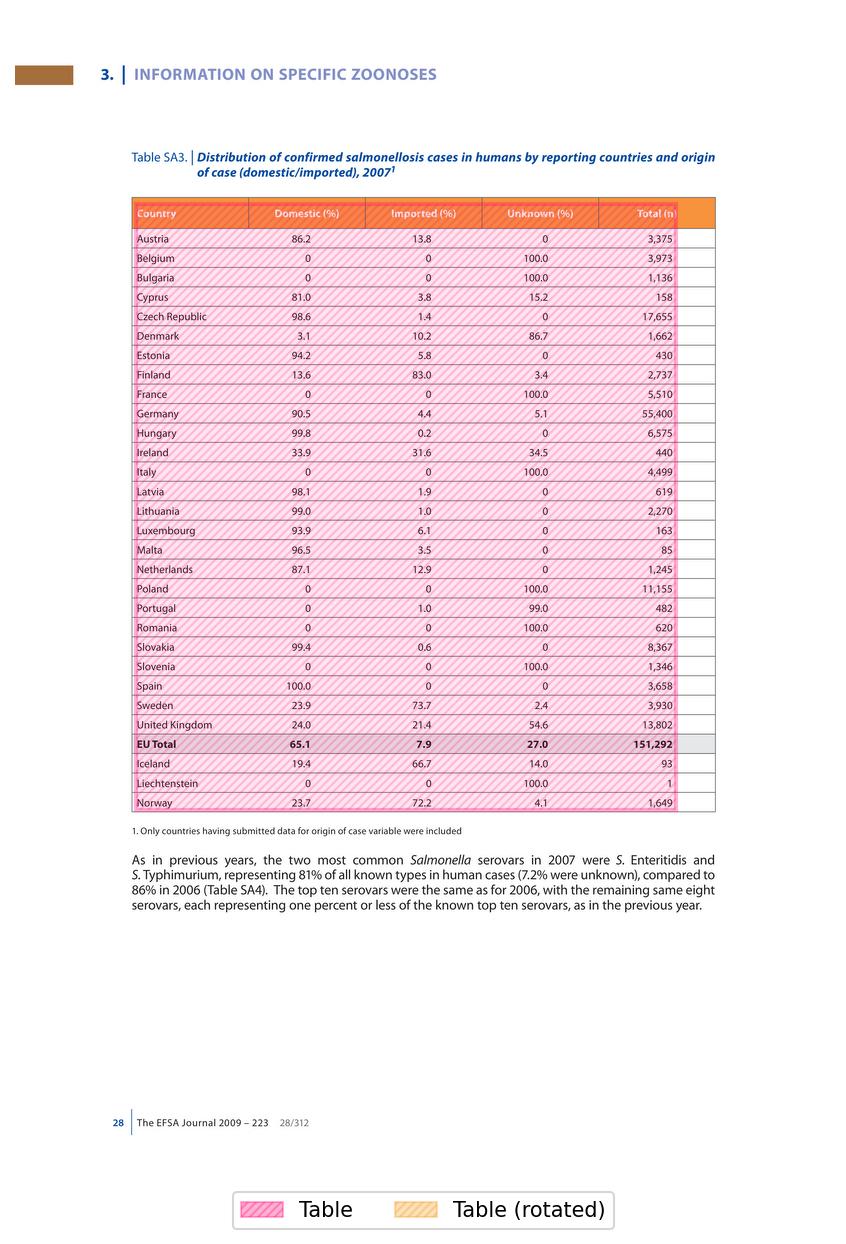 3. | INFORMATION ON SPECIFIC ZOONOSES
Table SA3. | Distribution of confirmed salmonellosis cases in humans by reporting countries and origin
of case (domestic/imported), 2007¹
Country Domestic (%) Imported (%) Unknown (%) Total (n)
Austria 86.2 13.8 0 3,375
Belgium 0 0 100.0 3,973
Bulgaria 0 0 100.0 1,136
Cyprus 81.0 3.8 15.2 158
Czech Republic 98.6 1.4 0 17,655
Denmark 3.1 10.2 86.7 1,662
Estonia 94.2 5.8 0 430
Finland 13.6 83.0 3.4 2,737
France 0 0 100.0 5,510
Germany 90.5 4.4 5.1 55,400
Hungary 99.8 0.2 0 6,575
Ireland 33.9 31.6 34.5 440
Italy 0 0 100.0 4,499
Latvia 98.1 1.9 0 619
Lithuania 99.0 1.0 0 2,270
Luxembourg 93.9 6.1 0 163
Malta 96.5 3.5 0 85
Netherlands 87.1 12.9 0 1,245
Poland 0 0 100.0 11,155
Portugal 0 1.0 99.0 482
Romania 0 0 100.0 620
Slovakia 99.4 0.6 0 8,367
Slovenia 0 0 100.0 1,346
Spain 100.0 0 0 3,658
Sweden 23.9 73.7 2.4 3,930
United Kingdom 24.0 21.4 54.6 13,802
EU Total 65.1 7.9 27.0 151,292
Iceland 19.4 66.7 14.0 93
Liechtenstein 0 0 100.0 1
Norway 23.7 72.2 4.1 1,649
1. Only countries having submitted data for origin of case variable were included
As in previous years, the two most common Salmonella serovars in 2007 were S. Enteritidis and
S. Typhimurium, representing 81% of all known types in human cases (7.2% were unknown), compared to
86% in 2006 (Table SA4). The top ten serovars were the same as for 2006, with the remaining same eight
serovars, each representing one percent or less of the known top ten serovars, as in the previous year.
28 | The EFSA Journal 2009 – 223 28/312
Table Table (rotated)